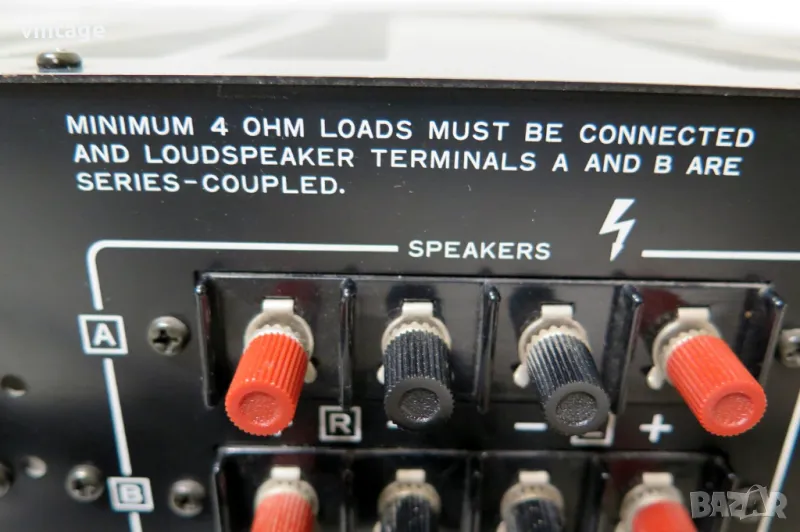 vintage
MINIMUM 4 OHM LOADS MUST BE CONNECTED
AND LOUDSPEAKER TERMINALS A AND B ARE
SERIES-COUPLED.
SPEAKERS
A
R - - +
B
BAZAR